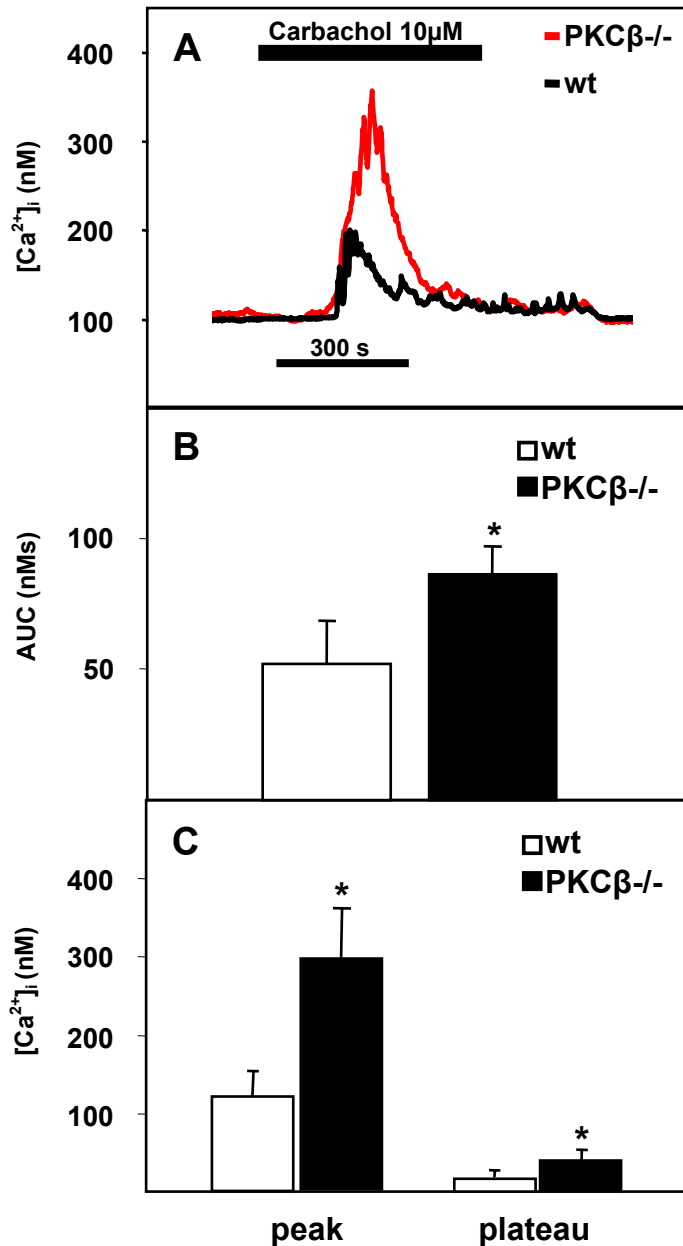 A
Carbachol 10µM
PKCβ-/-
wt
[Ca²⁺]ᵢ (nM)
400
300
200
100
300 s
B
wt
PKCβ-/-
AUC (nMs)
100
50
*
C
wt
PKCβ-/-
[Ca²⁺]ᵢ (nM)
400
300
200
100
*
*
peak
plateau